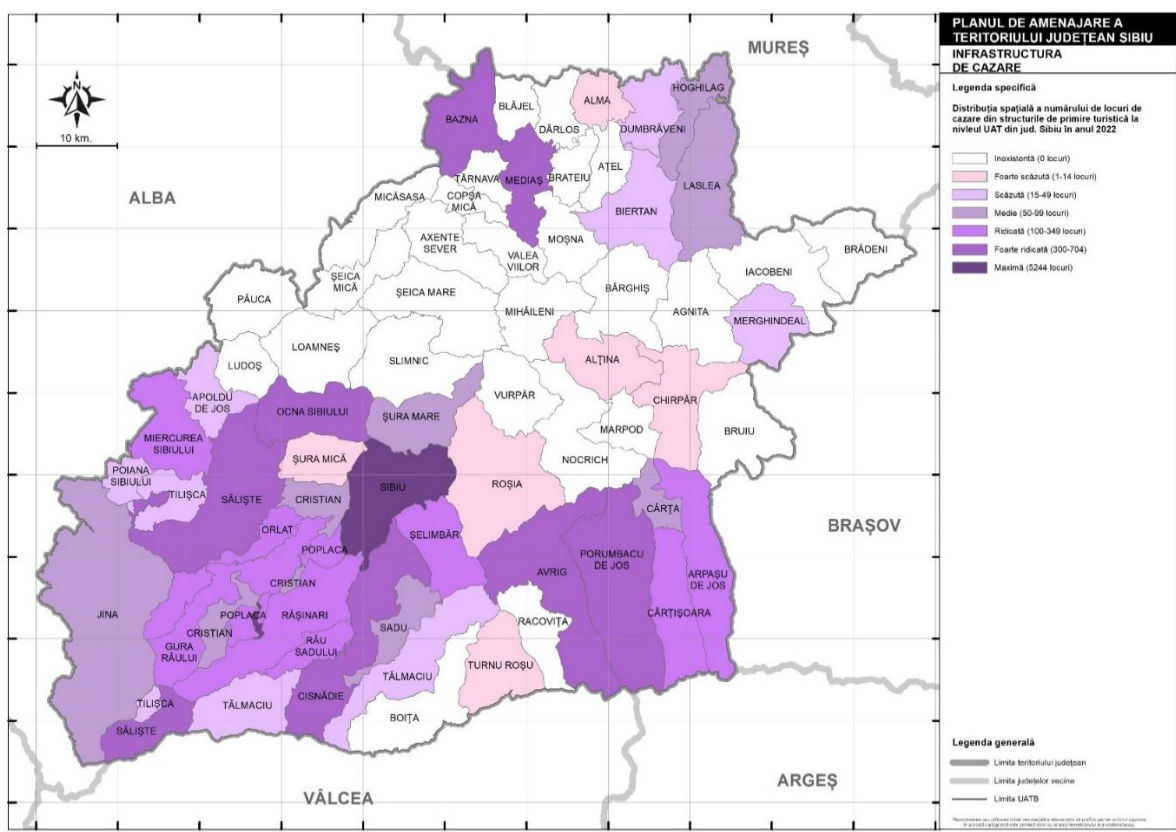 PLANUL DE AMENAJARE A
TERITORIULUI JUDEȚEAN SIBIU
INFRASTRUCTURA
DE CAZARE
Legenda specifică
Distribuția spațială a numărului de locuri de
cazare din structurile de primire turistică la
nivleul UAT din jud. Sibiu în anul 2022
Inexistentă (0 locuri)
Foarte scăzută (1-14 locuri)
Scăzută (15-49 locuri)
Medie (50-99 locuri)
Ridicată (100-349 locuri)
Foarte ridicată (300-704)
Maximă (5244 locuri)
Legenda generală
Limita teritoriului județean
Limita județelor vecine
Limita UATB
N
10 km.
MUREȘ
ALBA
BRAȘOV
ARGEȘ
VÂLCEA
HOGHILAG
BLĂJEL
ALMA
BAZNA
DÂRLOS
DUMBRĂVENI
AȚEL
TÂRNAVA
MEDIAȘ
BRATEIU
LASLEA
MICĂSASA
COPȘA
MICĂ
BIERTAN
AXENTE
SEVER
MOȘNA
BRĂDENI
VALEA
VIILOR
IACOBENI
ȘEICA
MICĂ
BÂRGHIȘ
PĂUCA
ȘEICA MARE
MIHĂILENI
AGNITA
MERGHINDEAL
LOAMNEȘ
SLIMNIC
ALȚINA
LUDOȘ
APOLDU
DE JOS
VURPĂR
CHIRPĂR
OCNA SIBIULUI
ȘURA MARE
MARPOD
BRUIU
MIERCUREA
SIBIULUI
ȘURA MICĂ
NOCRICH
POIANA
SIBIULUI
TILIȘCA
SĂLIȘTE
CRISTIAN
SIBIU
ROȘIA
CÂRȚA
ORLAT
ȘELIMBĂR
POPLACA
PORUMBACU
DE JOS
AVRIG
ARPAȘU
DE JOS
CRISTIAN
JINA
POPLACA
RĂȘINARI
CÂRȚIȘOARA
CRISTIAN
SADU
RACOVIȚA
GURA
RÂULUI
RÂU
SADULUI
TURNU ROȘU
TĂLMACIU
CISNĂDIE
TILIȘCA
TĂLMACIU
BOIȚA
SĂLIȘTE